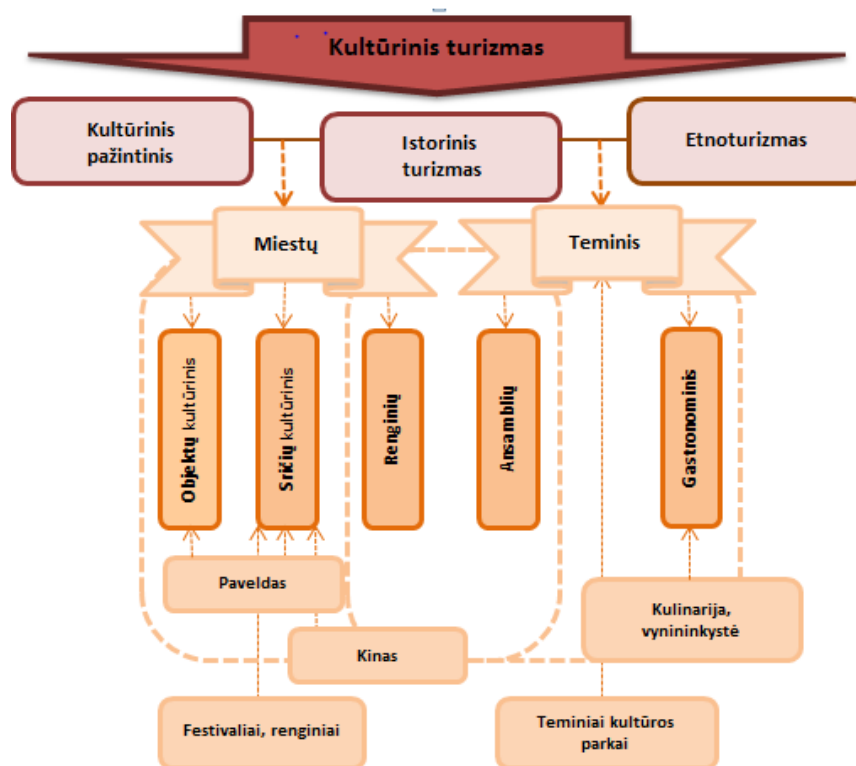 Kultūrinis turizmas
Kultūrinis
pažintinis
Istorinis
turizmas
Etnoturizmas
Miestų
Teminis
Objektų kultūrinis
Sričių kultūrinis
Renginių
Ansamblių
Gastronominis
Paveldas
Kulinarija,
vynininkystė
Kinas
Festivaliai, renginiai
Teminiai kultūros
parkai